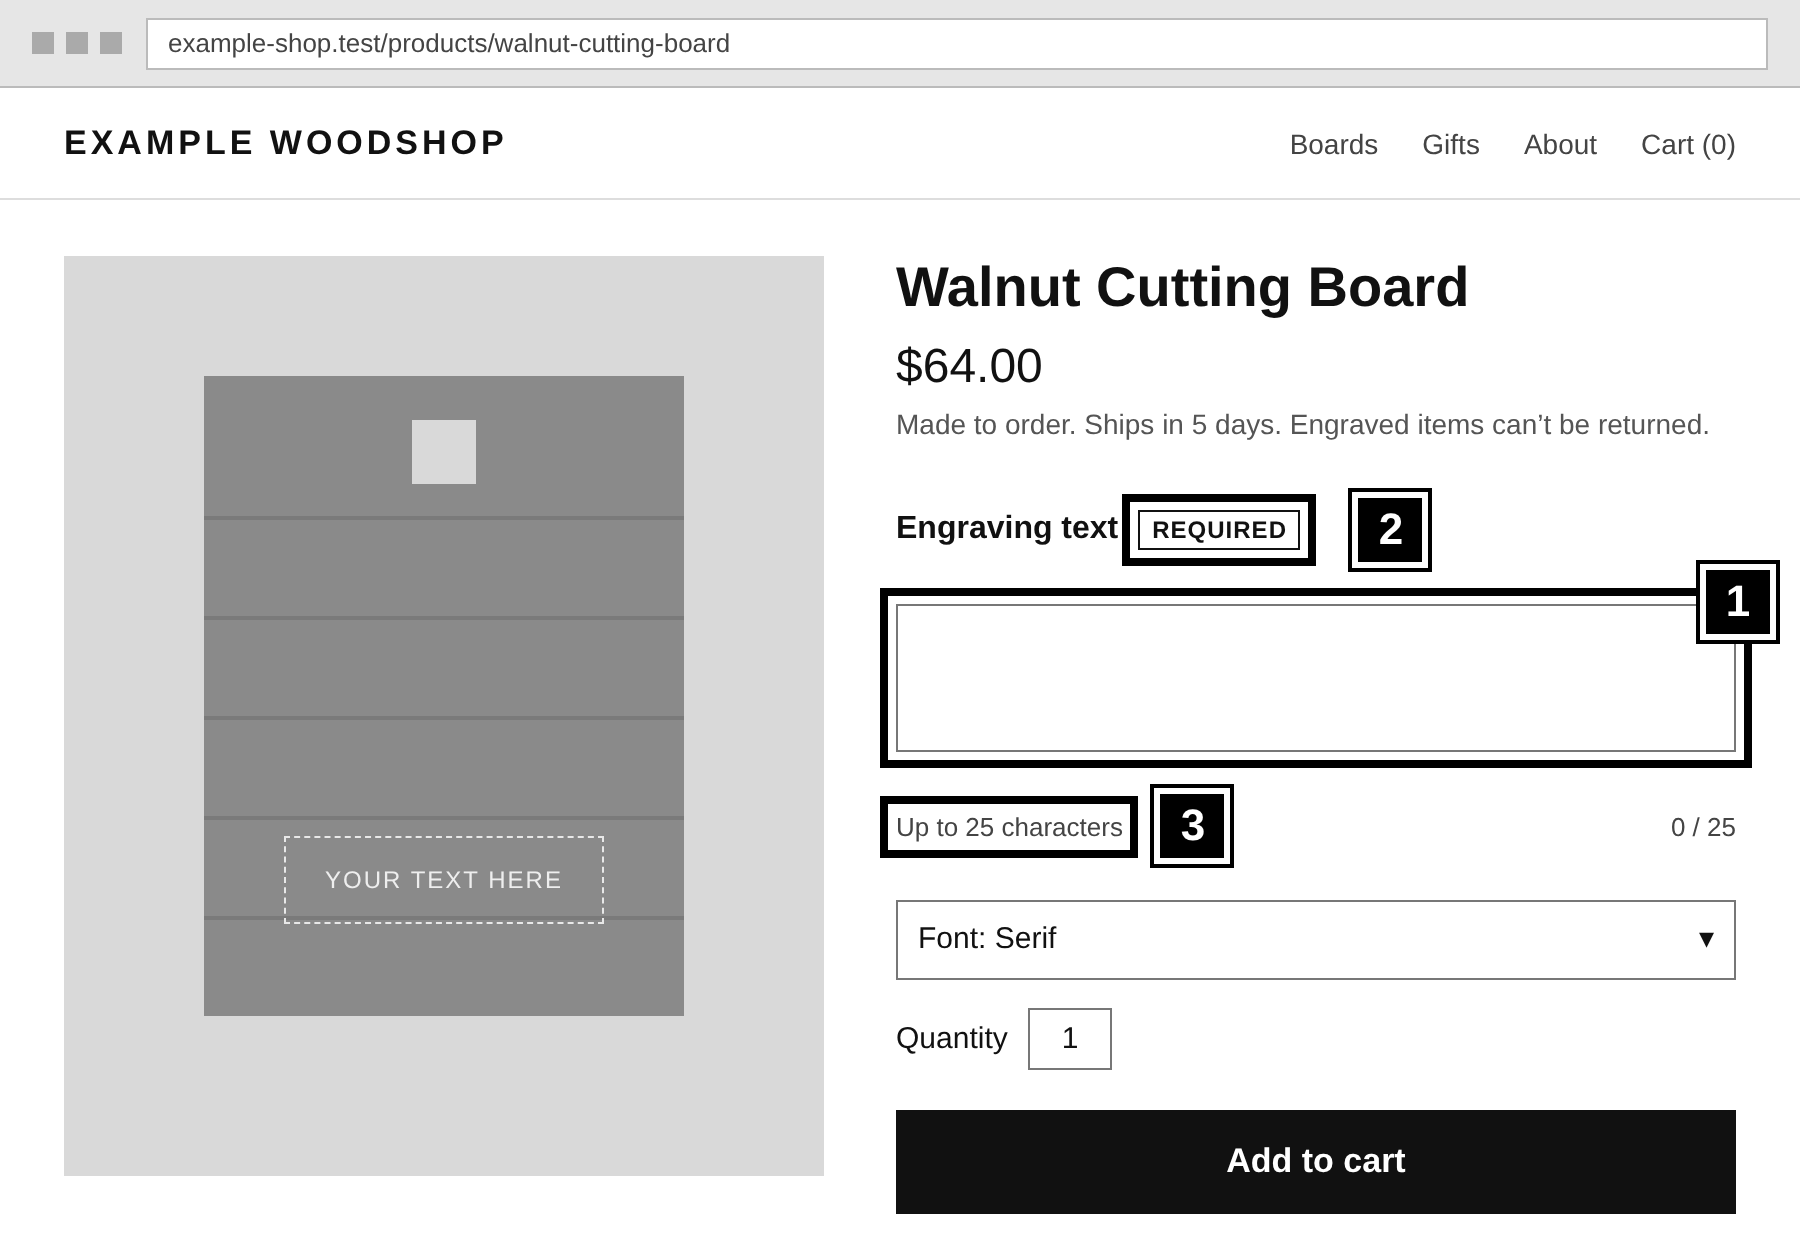 example-shop.test/products/walnut-cutting-board
EXAMPLE WOODSHOP
Boards Gifts About Cart (0)
Walnut Cutting Board
$64.00
Made to order. Ships in 5 days. Engraved items can’t be returned.
Engraving text REQUIRED 2
1
Up to 25 characters 3 0 / 25
YOUR TEXT HERE
Font: Serif ▼
Quantity 1
Add to cart